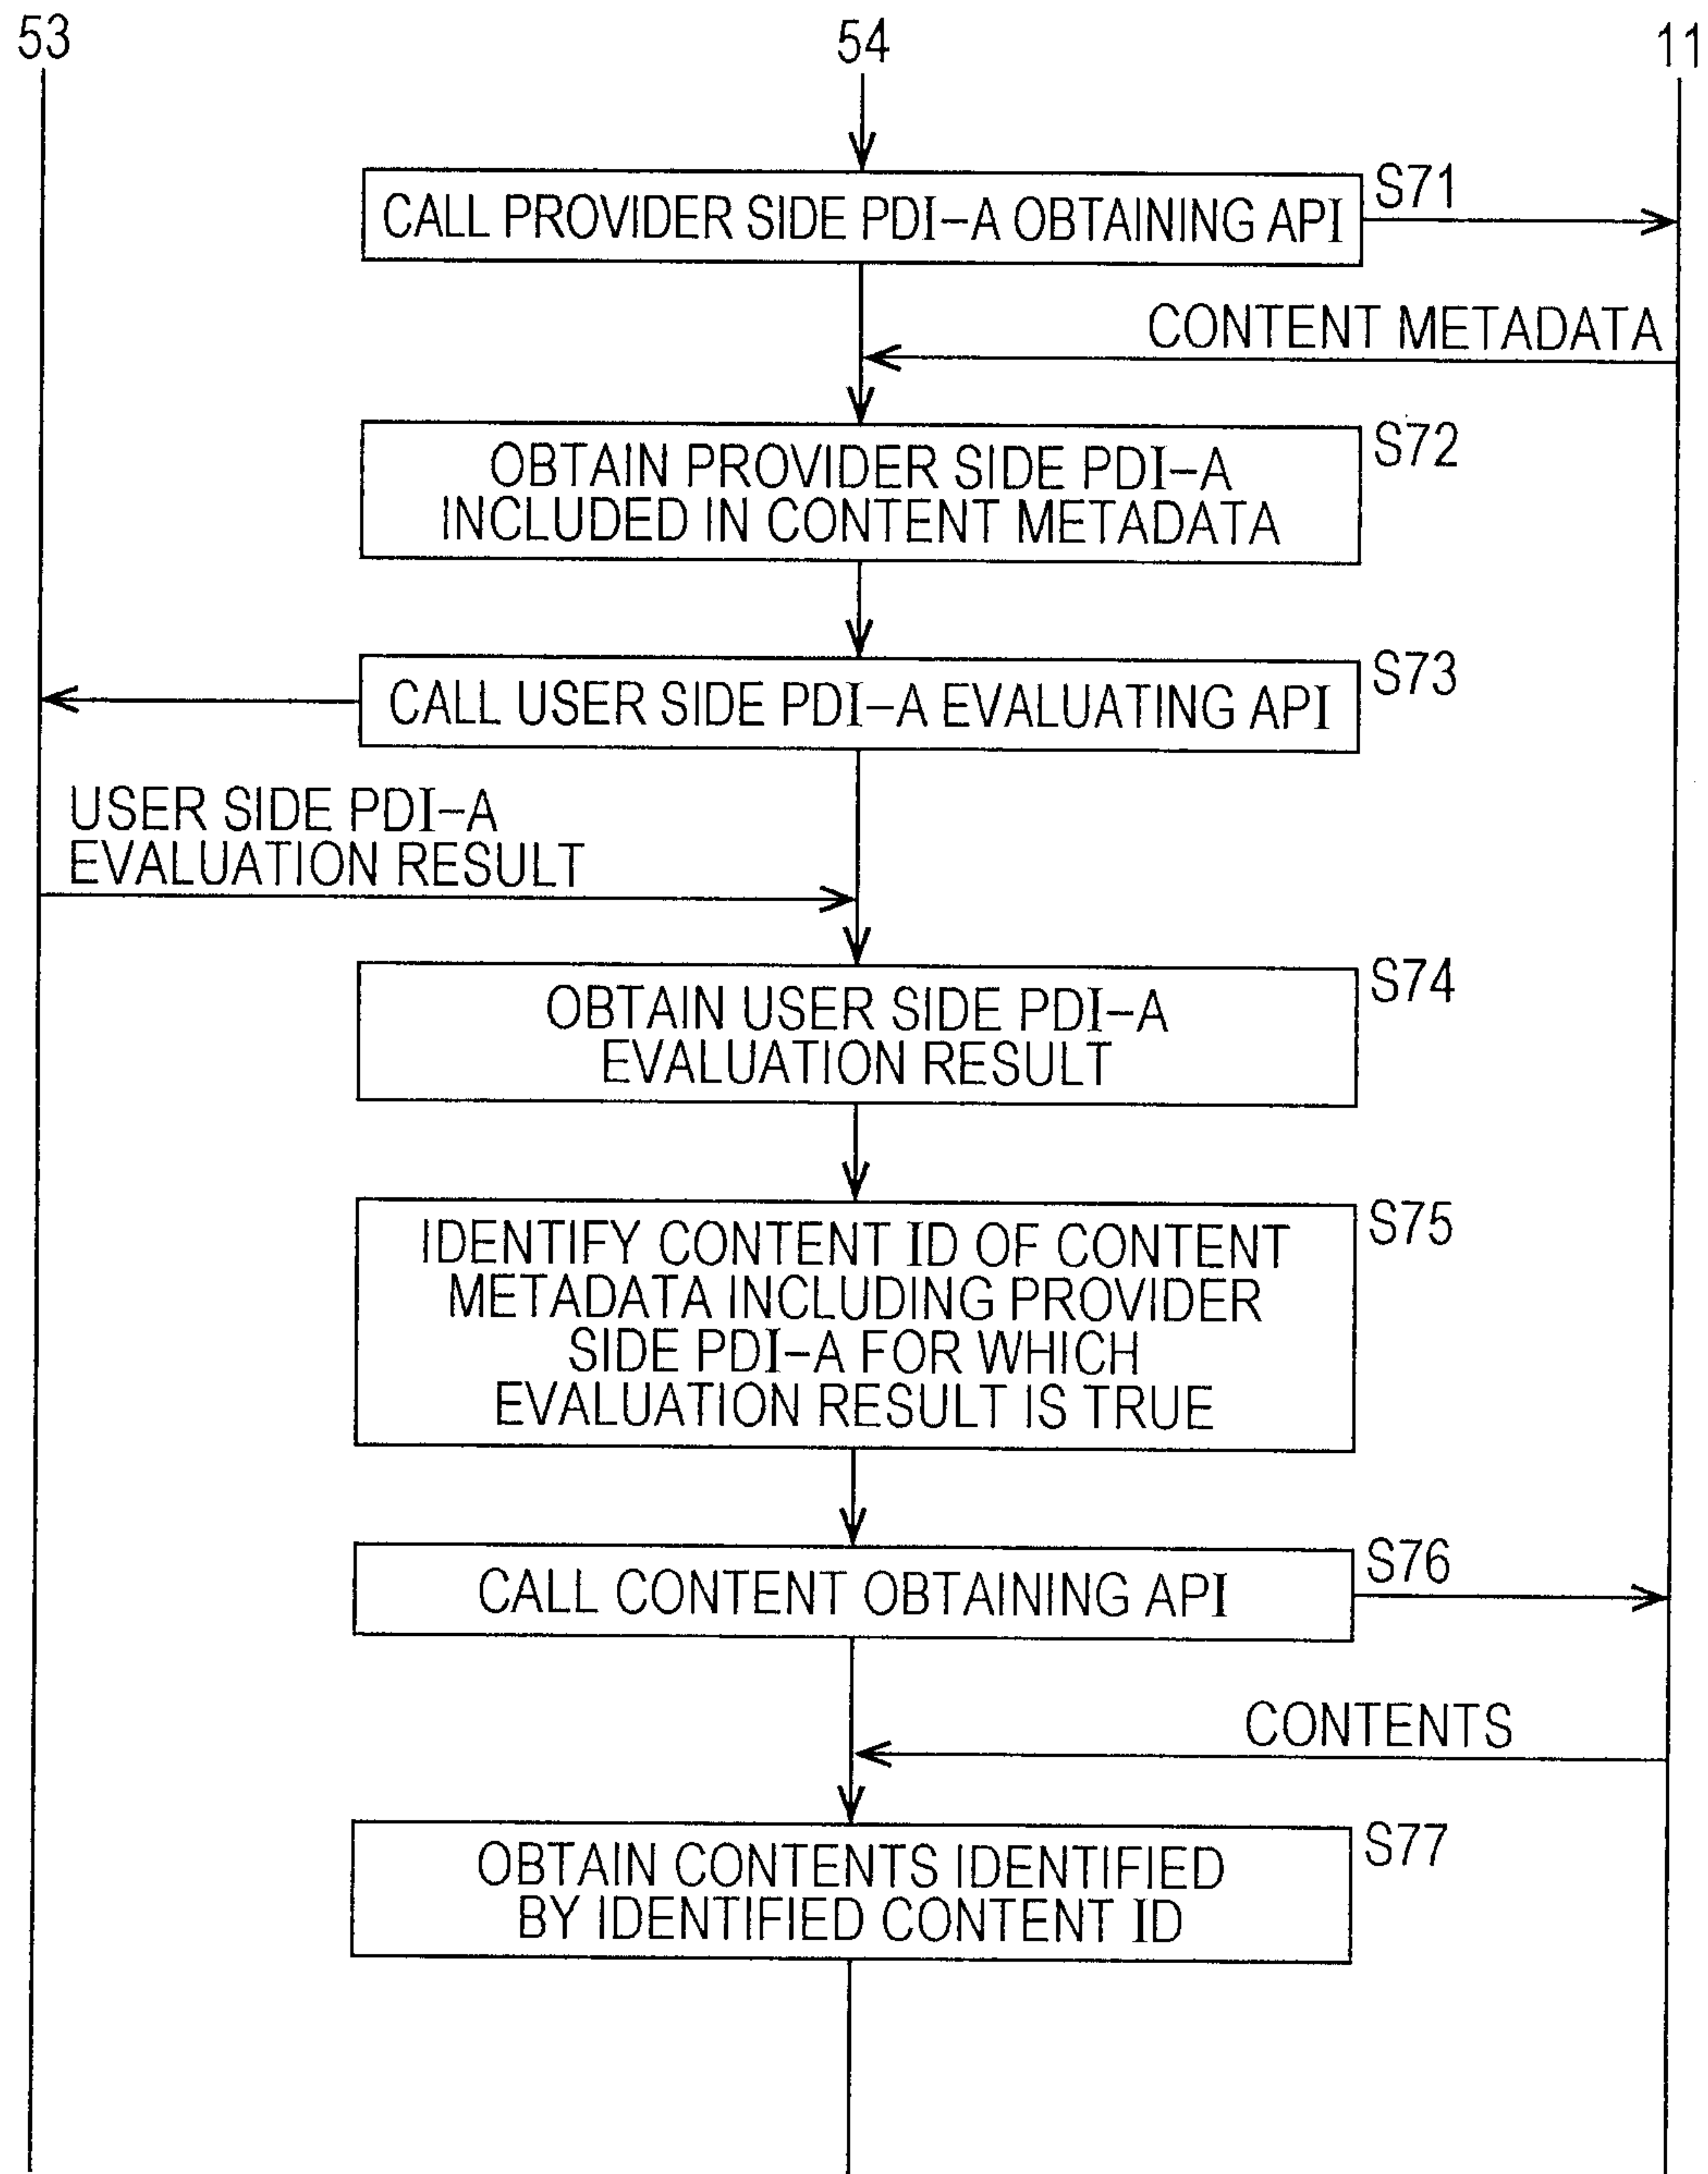 53
54
11
CALL PROVIDER SIDE PDI-A OBTAINING API
S71
CONTENT METADATA
OBTAIN PROVIDER SIDE PDI-A
INCLUDED IN CONTENT METADATA
S72
CALL USER SIDE PDI-A EVALUATING API
S73
USER SIDE PDI-A
EVALUATION RESULT
OBTAIN USER SIDE PDI-A
EVALUATION RESULT
S74
IDENTIFY CONTENT ID OF CONTENT
METADATA INCLUDING PROVIDER
SIDE PDI-A FOR WHICH
EVALUATION RESULT IS TRUE
S75
CALL CONTENT OBTAINING API
S76
CONTENTS
OBTAIN CONTENTS IDENTIFIED
BY IDENTIFIED CONTENT ID
S77